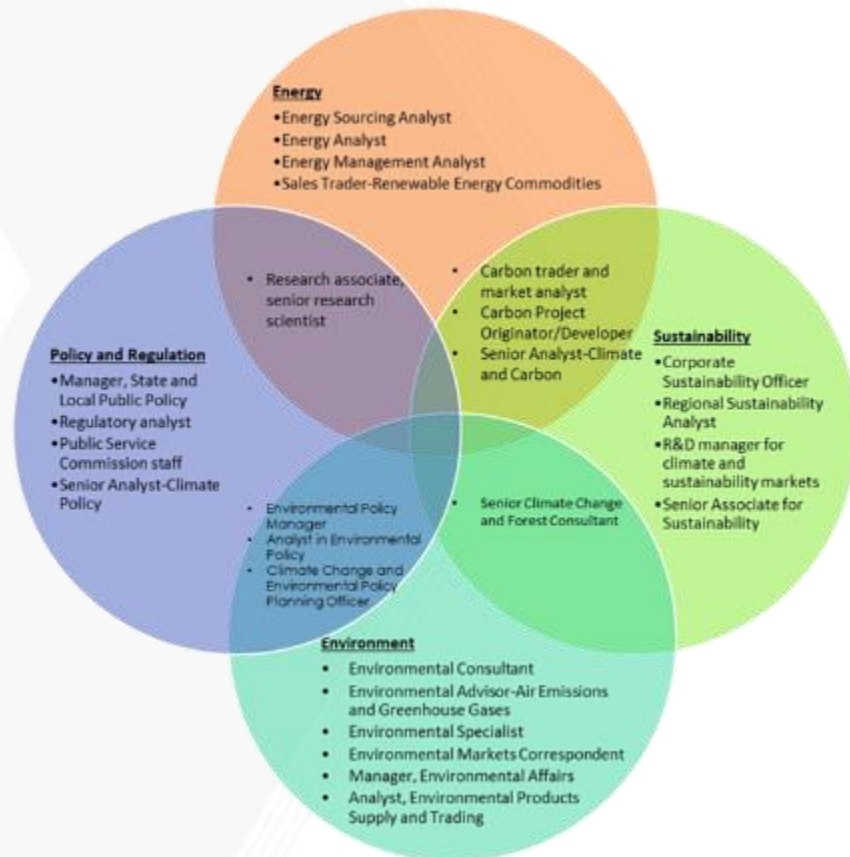 Energy
•Energy Sourcing Analyst
•Energy Analyst
•Energy Management Analyst
•Sales Trader-Renewable Energy Commodities
• Research associate,
senior research
scientist
• Carbon trader and
market analyst
• Carbon Project
Originator/Developer
• Senior Analyst-Climate
and Carbon
Policy and Regulation
•Manager, State and
Local Public Policy
•Regulatory analyst
•Public Service
Commission staff
•Senior Analyst-Climate
Policy
Sustainability
•Corporate
Sustainability Officer
•Regional Sustainability
Analyst
•R&D manager for
climate and
sustainability markets
•Senior Associate for
Sustainability
• Environmental Policy
Manager
• Analyst in Environmental
Policy
• Climate Change and
Environmental Policy
Planning Officer
• Senior Climate Change
and Forest Consultant
Environment
• Environmental Consultant
• Environmental Advisor-Air Emissions
and Greenhouse Gases
• Environmental Specialist
• Environmental Markets Correspondent
• Manager, Environmental Affairs
• Analyst, Environmental Products
Supply and Trading